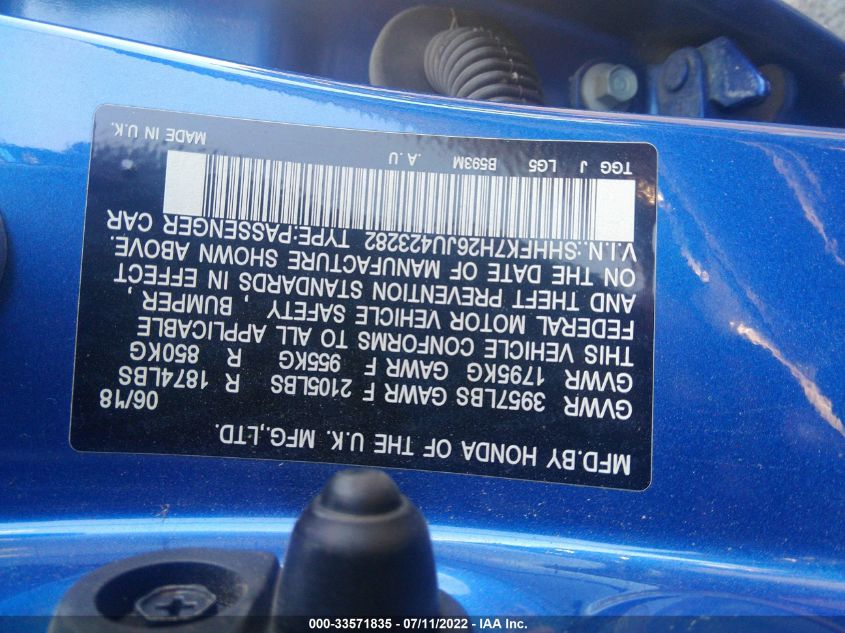 MFD.BY HONDA OF THE U.K. MFG.,LTD.
06/18
GVWR 3957LBS GAWR F 2105LBS R 1874LBS
GVWR 1795KG GAWR F 955KG R 850KG
THIS VEHICLE CONFORMS TO ALL APPLICABLE
FEDERAL MOTOR VEHICLE SAFETY , BUMPER ,
AND THEFT PREVENTION STANDARDS IN EFFECT
ON THE DATE OF MANUFACTURE SHOWN ABOVE.
V.I.N.:SHHFK7H26JU423282 TYPE:PASSENGER CAR
TGG J LG5 B593M .A.U MADE IN U.K.
000-33571835 - 07/11/2022 - IAA Inc.